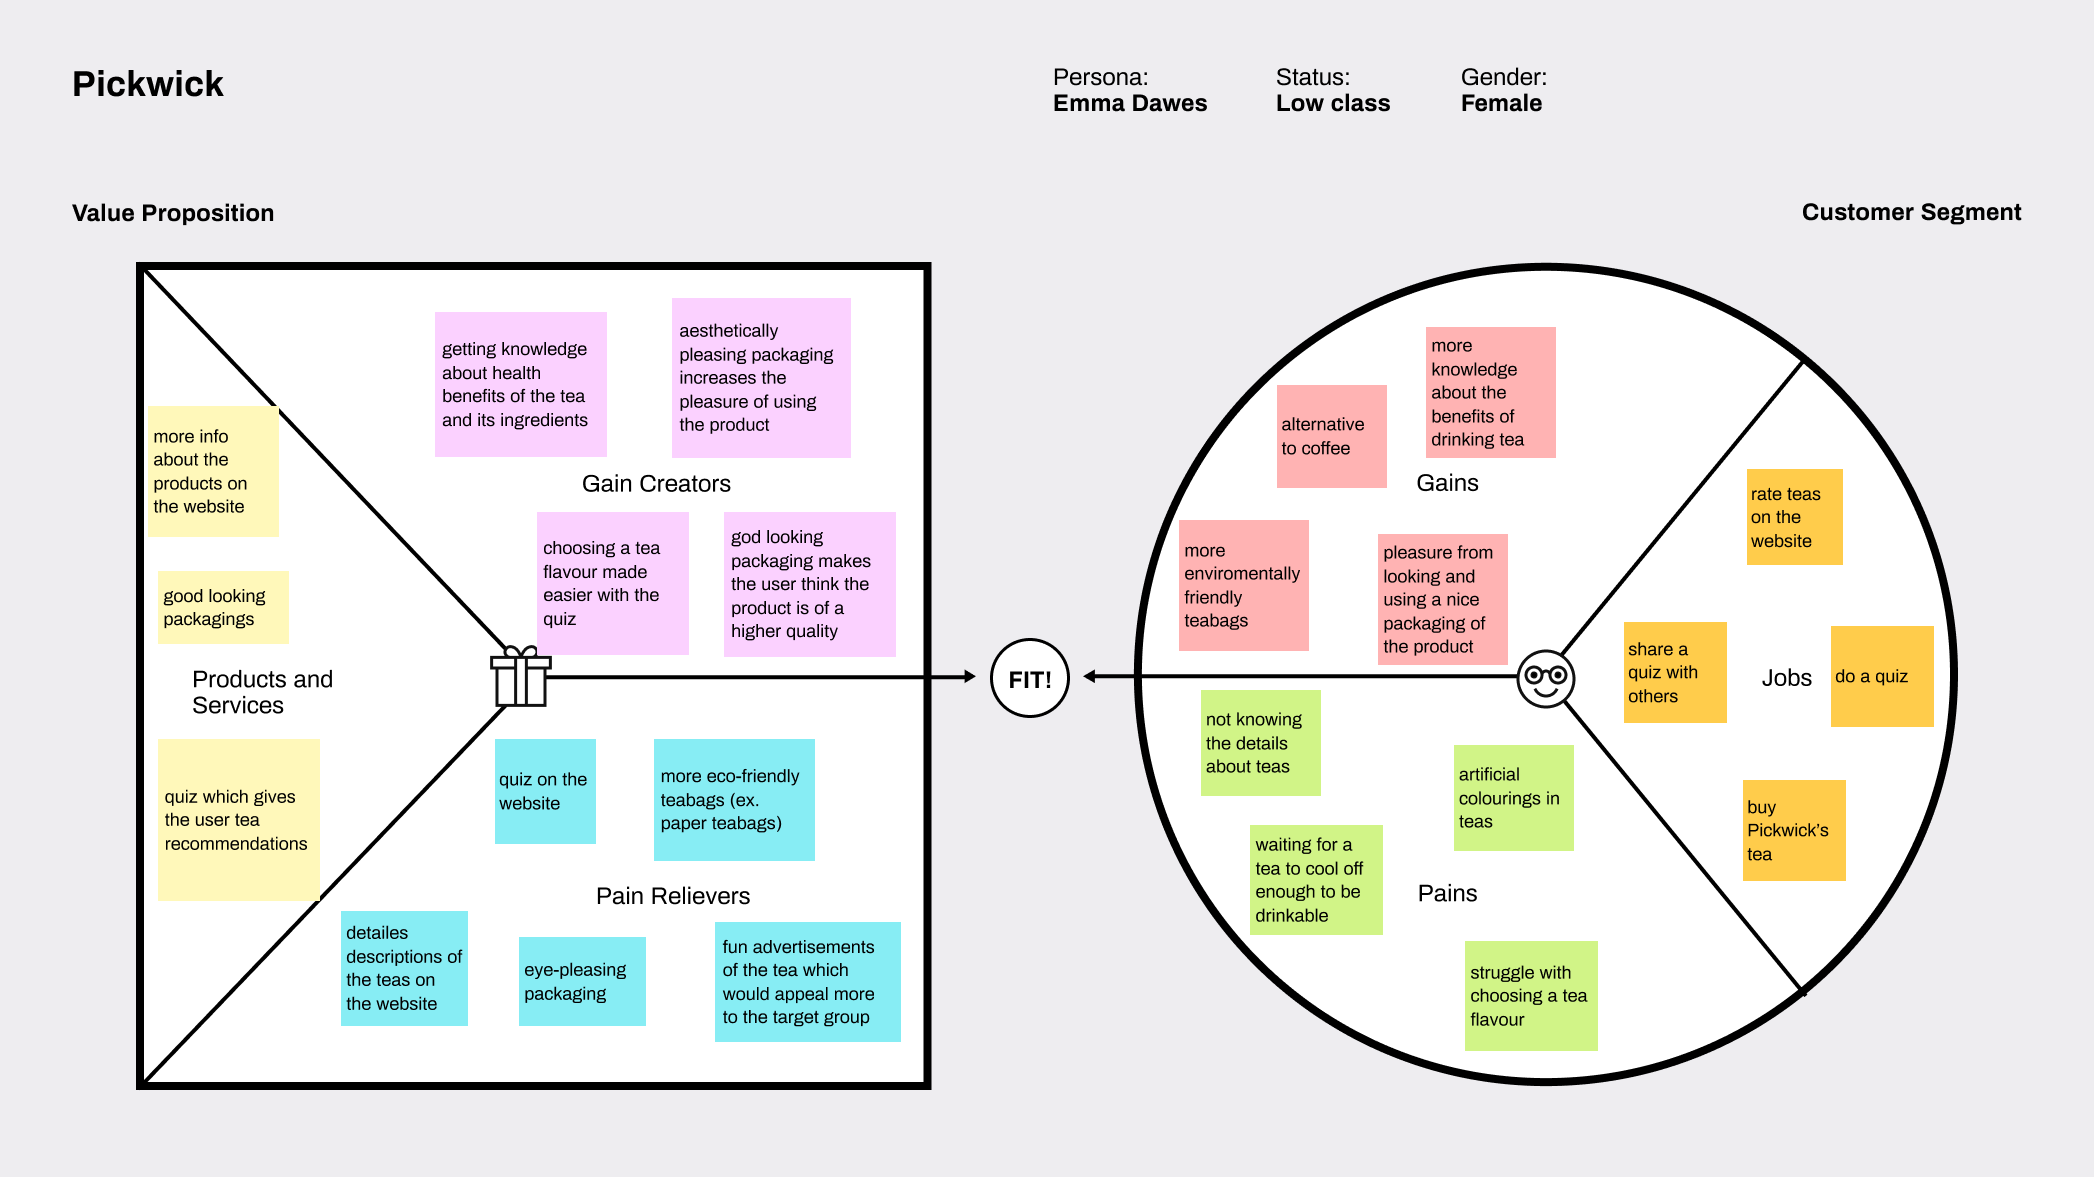 Pickwick
Persona:
Emma Dawes
Status:
Low class
Gender:
Female
Value Proposition
Customer Segment
getting knowledge
about health
benefits of the tea
and its ingredients
aesthetically
pleasing packaging
increases the
pleasure of using
the product
Gain Creators
choosing a tea
flavour made
easier with the
quiz
god looking
packaging makes
the user think the
product is of a
higher quality
more info
about the
products on
the website
good looking
packagings
Products and
Services
quiz which gives
the user tea
recommendations
quiz on the
website
more eco-friendly
teabags (ex.
paper teabags)
Pain Relievers
detailes
descriptions of
the teas on
the website
eye-pleasing
packaging
fun advertisements
of the tea which
would appeal more
to the target group
FIT!
alternative
to coffee
more
knowledge
about the
benefits of
drinking tea
Gains
more
enviromentally
friendly
teabags
pleasure from
looking and
using a nice
packaging of
the product
rate teas
on the
website
share a
quiz with
others
Jobs
do a quiz
buy
Pickwick’s
tea
not knowing
the details
about teas
artificial
colourings in
teas
waiting for a
tea to cool off
enough to be
drinkable
Pains
struggle with
choosing a tea
flavour